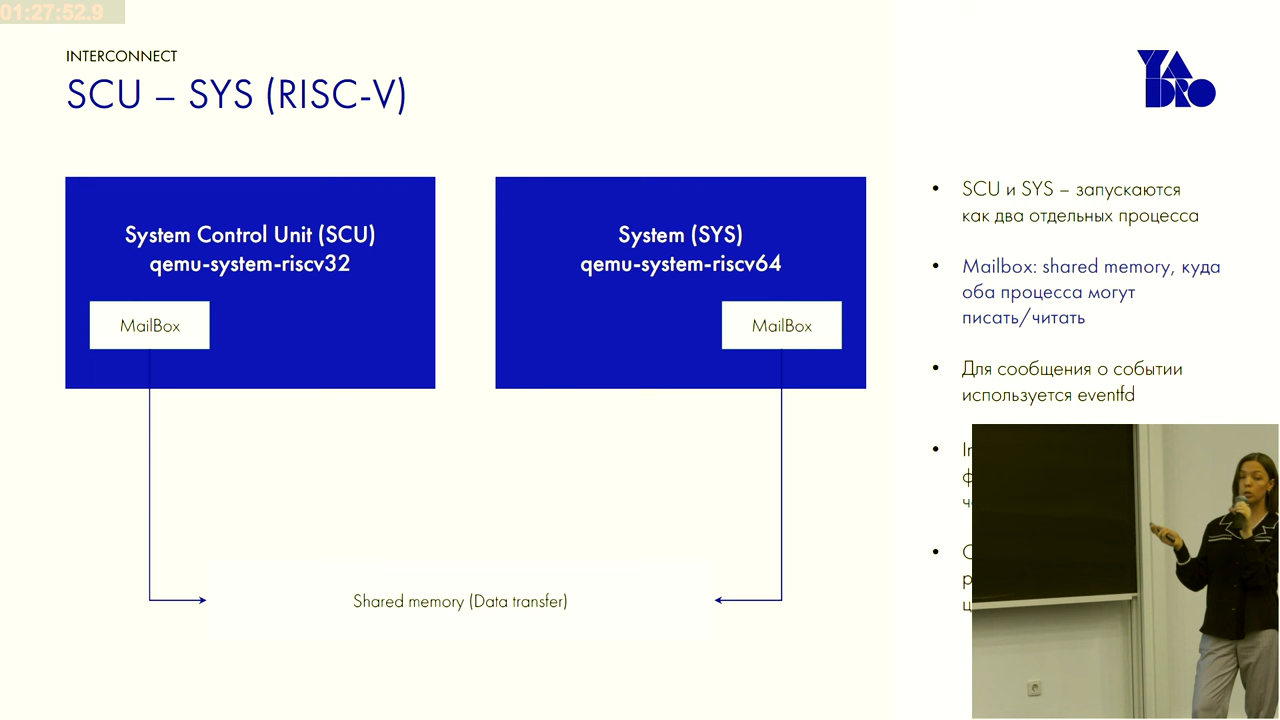 01:27:52.9
INTERCONNECT
SCU – SYS (RISC-V)
YADRO
System Control Unit (SCU)
qemu-system-riscv32
MailBox
System (SYS)
qemu-system-riscv64
MailBox
Shared memory (Data transfer)
• SCU и SYS – запускаются
как два отдельных процесса
• Mailbox: shared memory, куда
оба процесса могут
писать/читать
• Для сообщения о событии
используется eventfd